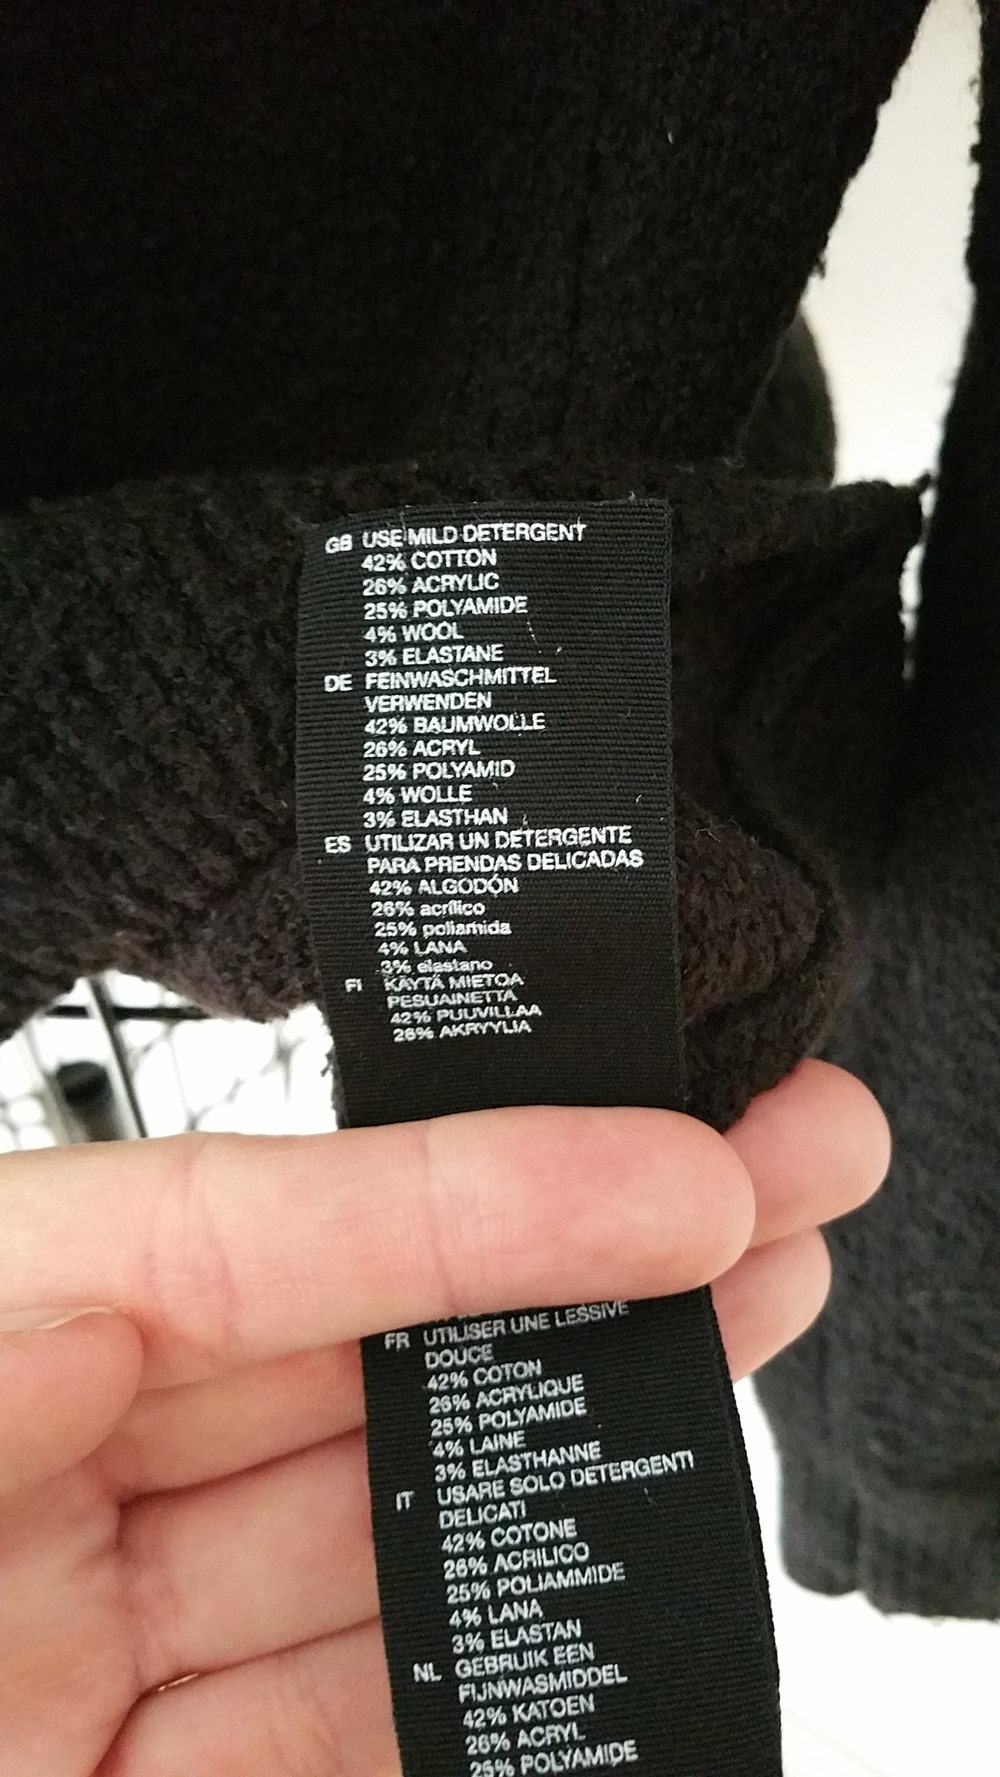 GB USE MILD DETERGENT
42% COTTON
26% ACRYLIC
25% POLYAMIDE
4% WOOL
3% ELASTANE
DE FEINWASCHMITTEL
VERWENDEN
42% BAUMWOLLE
26% ACRYL
25% POLYAMID
4% WOLLE
3% ELASTHAN
ES UTILIZAR UN DETERGENTE
PARA PRENDAS DELICADAS
42% ALGODÓN
26% acrílico
25% poliamida
4% LANA
3% elastano
FI KÄYTÄ MIETOA
PESUAINETTA
42% PUUVILLAA
26% AKRYYLIA
FR UTILISER UNE LESSIVE
DOUCE
42% COTON
26% ACRYLIQUE
25% POLYAMIDE
4% LAINE
3% ELASTHANNE
IT USARE SOLO DETERGENTI
DELICATI
42% COTONE
26% ACRILICO
25% POLIAMMIDE
4% LANA
3% ELASTAN
NL GEBRUIK EEN
FIJNWASMIDDEL
42% KATOEN
26% ACRYL
25% POLYAMIDE